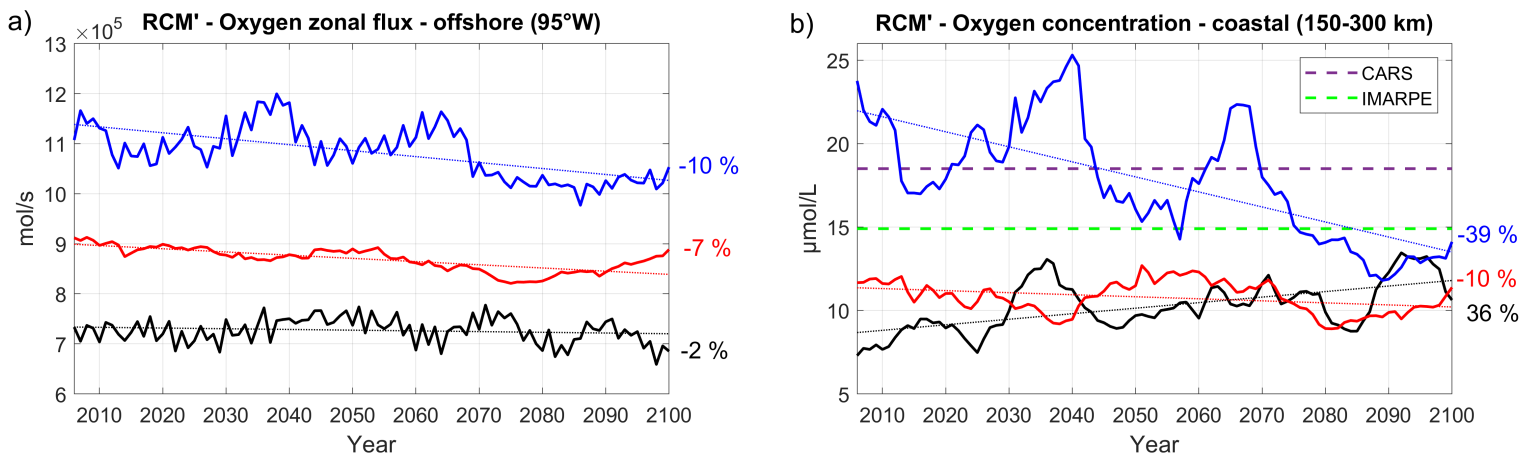 a)
RCM' - Oxygen zonal flux - offshore (95°W)
×10⁵
13
12
11
10
9
8
7
6
mol/s
2010 2020 2030 2040 2050 2060 2070 2080 2090 2100
Year
-10 %
-7 %
-2 %
b)
RCM' - Oxygen concentration - coastal (150-300 km)
25
20
15
10
5
μmol/L
2010 2020 2030 2040 2050 2060 2070 2080 2090 2100
Year
CARS
IMARPE
-39 %
-10 %
36 %